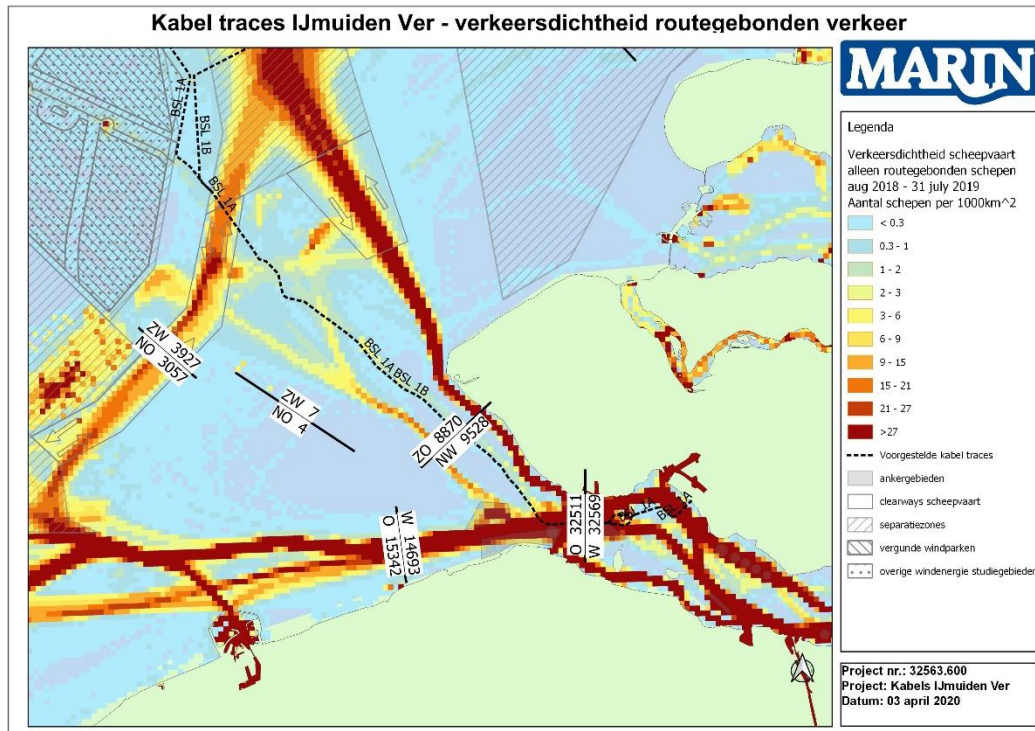 Kabel traces IJmuiden Ver - verkeersdichtheid routegebonden verkeer
MARIN
Legenda
Verkeersdichtheid scheepvaart
alleen routegebonden schepen
aug 2018 - 31 july 2019
Aantal schepen per 1000km^2
< 0.3
0.3 - 1
1 - 2
2 - 3
3 - 6
6 - 9
9 - 15
15 - 21
21 - 27
>27
Voorgestelde kabel traces
ankergebieden
clearways scheepvaart
separatiezones
vergunde windparken
overige windenergie studiegebieden
Project nr.: 32563.600
Project: Kabels IJmuiden Ver
Datum: 03 april 2020
BSL 1A
BSL 1B
BSL 1A
ZW 3927
NO 3057
ZW 7
NO 4
BSL 1A BSL 1B
ZO 8870
NW 9528
O 32511
W 32569
W 14693
O 15342
BSL 1A
BSL 2A